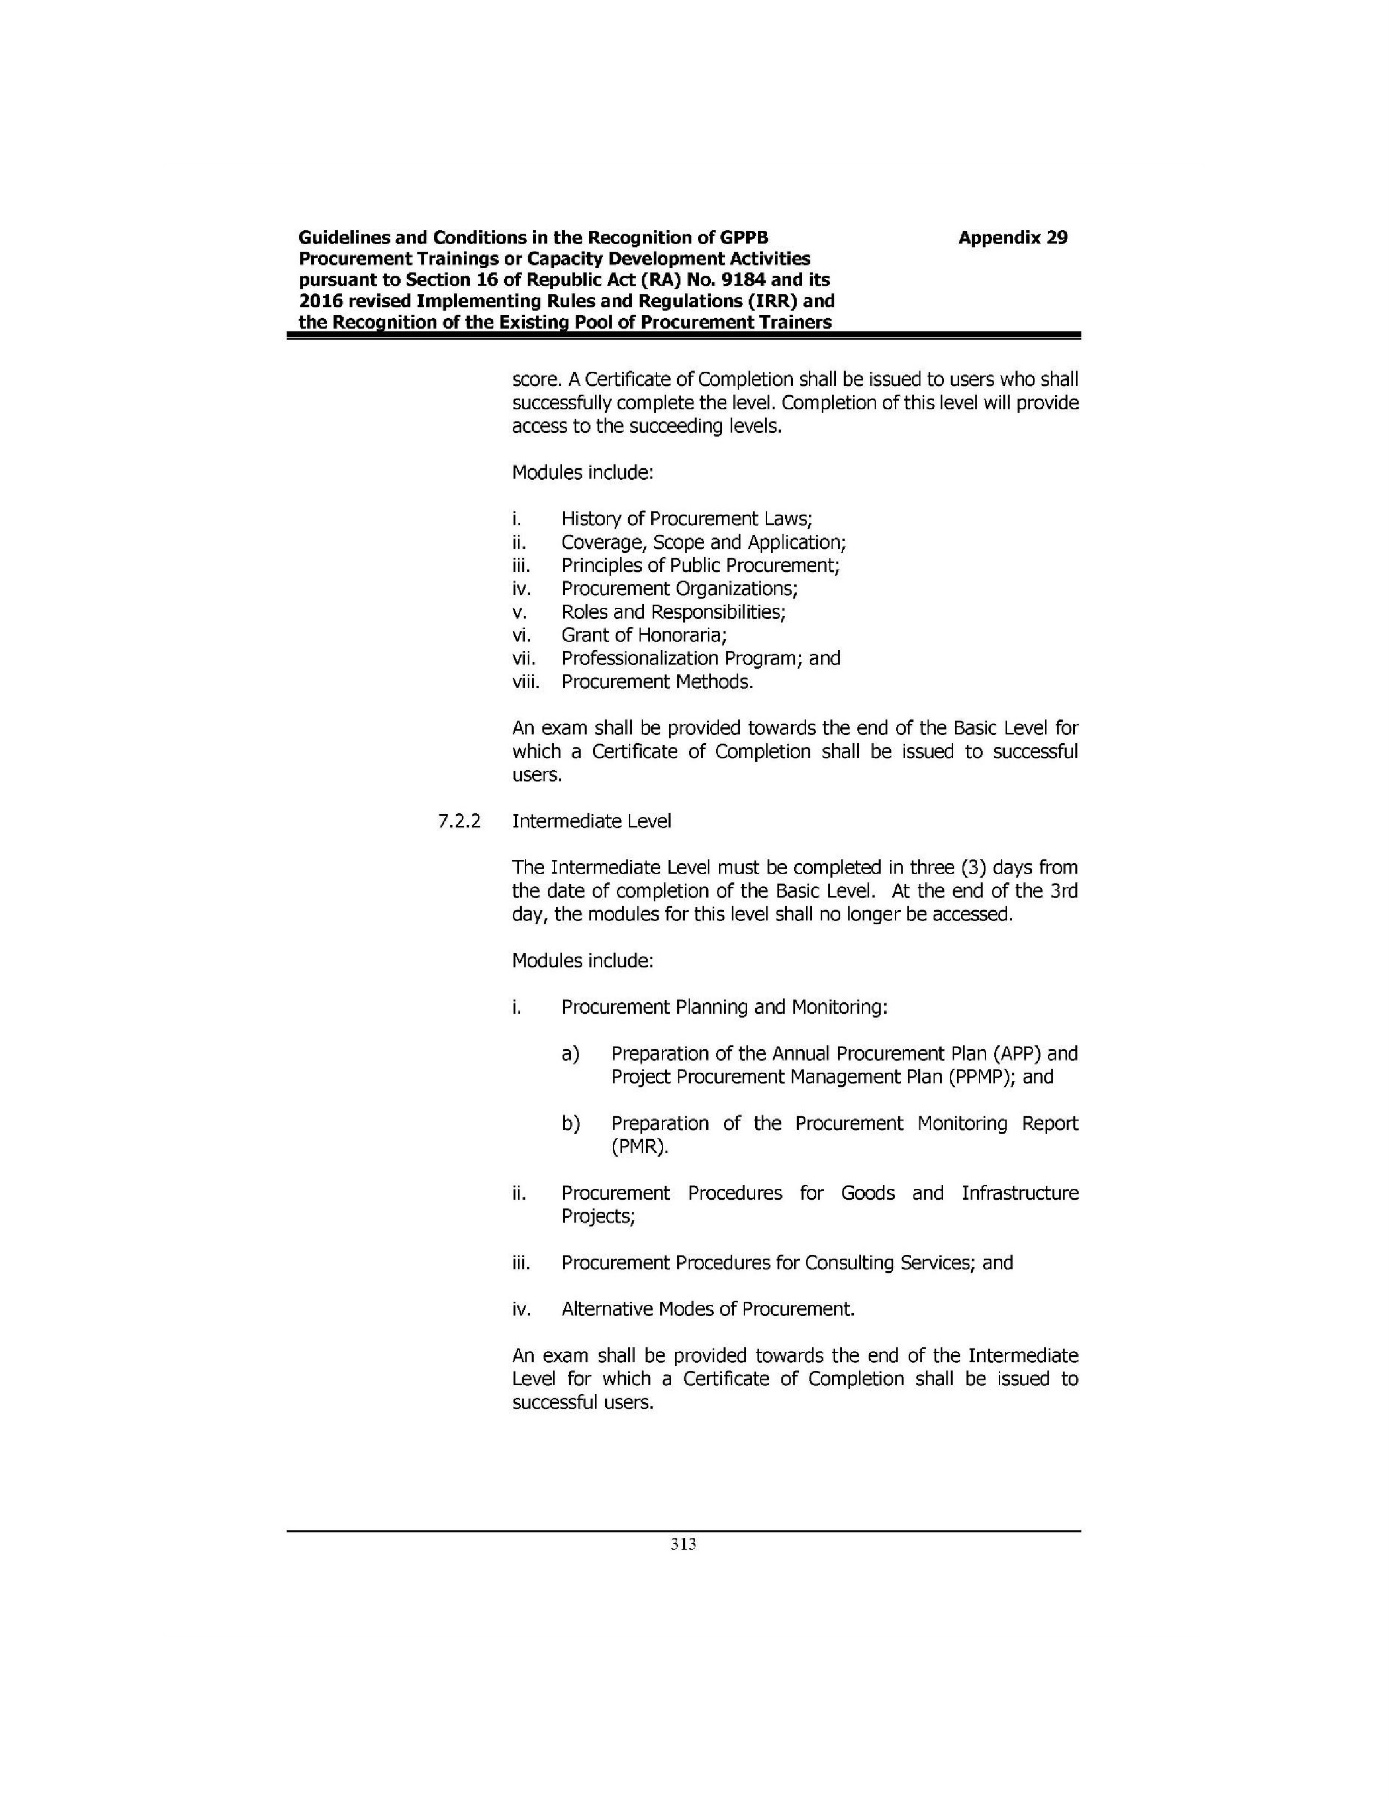 Guidelines and Conditions in the Recognition of GPPB Appendix 29
Procurement Trainings or Capacity Development Activities
pursuant to Section 16 of Republic Act (RA) No. 9184 and its
2016 revised Implementing Rules and Regulations (IRR) and
the Recognition of the Existing Pool of Procurement Trainers
score. A Certificate of Completion shall be issued to users who shall
successfully complete the level. Completion of this level will provide
access to the succeeding levels.
Modules include:
i. History of Procurement Laws;
ii. Coverage, Scope and Application;
iii. Principles of Public Procurement;
iv. Procurement Organizations;
v. Roles and Responsibilities;
vi. Grant of Honoraria;
vii. Professionalization Program; and
viii. Procurement Methods.
An exam shall be provided towards the end of the Basic Level for
which a Certificate of Completion shall be issued to successful
users.
7.2.2 Intermediate Level
The Intermediate Level must be completed in three (3) days from
the date of completion of the Basic Level. At the end of the 3rd
day, the modules for this level shall no longer be accessed.
Modules include:
i. Procurement Planning and Monitoring:
a) Preparation of the Annual Procurement Plan (APP) and
Project Procurement Management Plan (PPMP); and
b) Preparation of the Procurement Monitoring Report
(PMR).
ii. Procurement Procedures for Goods and Infrastructure
Projects;
iii. Procurement Procedures for Consulting Services; and
iv. Alternative Modes of Procurement.
An exam shall be provided towards the end of the Intermediate
Level for which a Certificate of Completion shall be issued to
successful users.
313